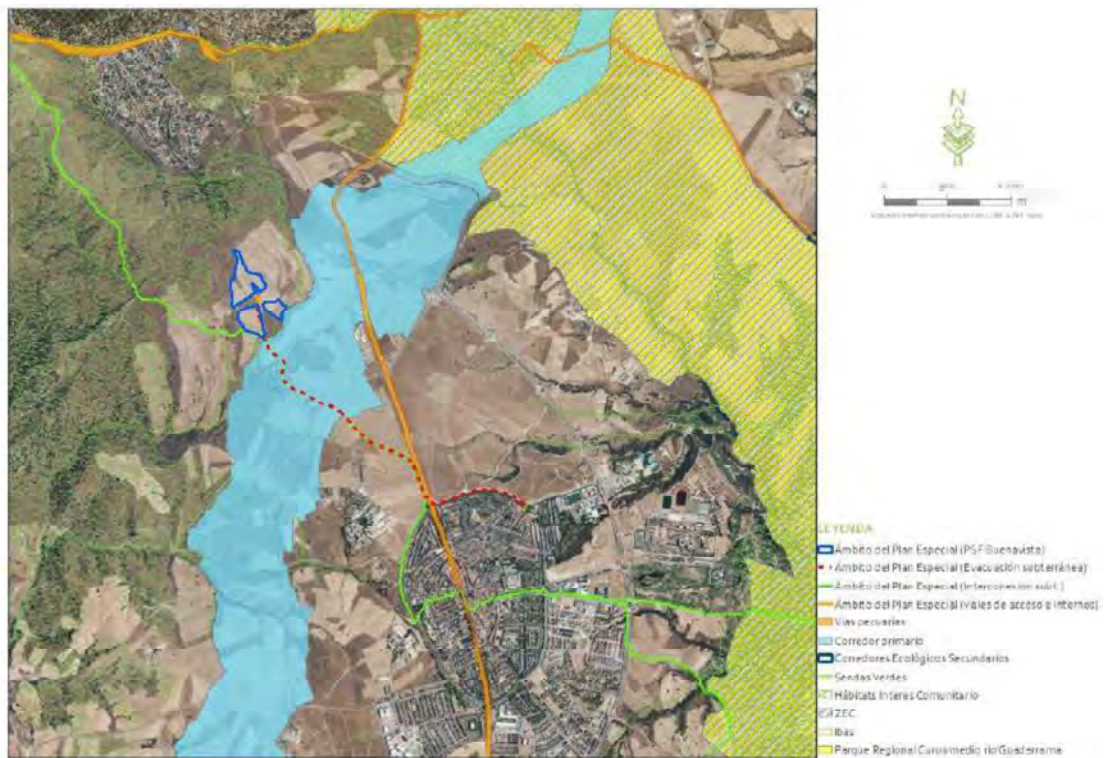 N
0
m
LEYENDA
Ámbito del Plan Especial (PSF Buenavista)
Ámbito del Plan Especial (Evacuación subterránea)
Ámbito del Plan Especial (Interconexión subt.)
Ámbito del Plan Especial (viales de acceso e internos)
Vías pecuarias
Corredor primario
Corredores Ecológicos Secundarios
Sendas Verdes
Hábitats Interes Comunitario
ZEC
Ibas
Parque Regional Curso medio río Guadarrama